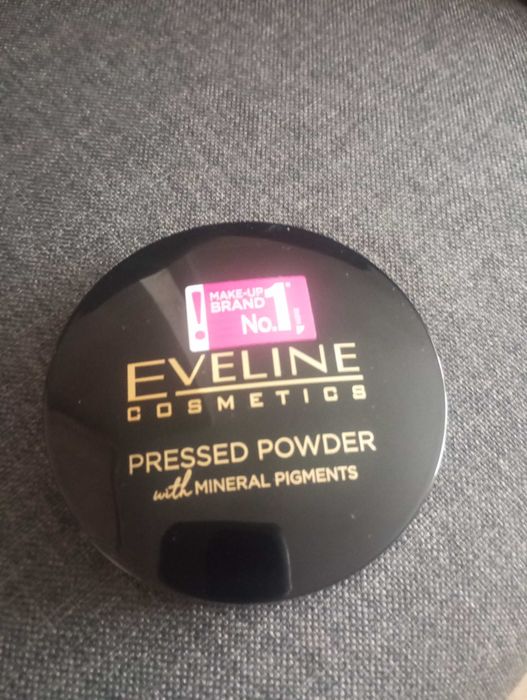 !
MAKE-UP
BRAND
No.1
EVELINE
COSMETICS
PRESSED POWDER
with MINERAL PIGMENTS